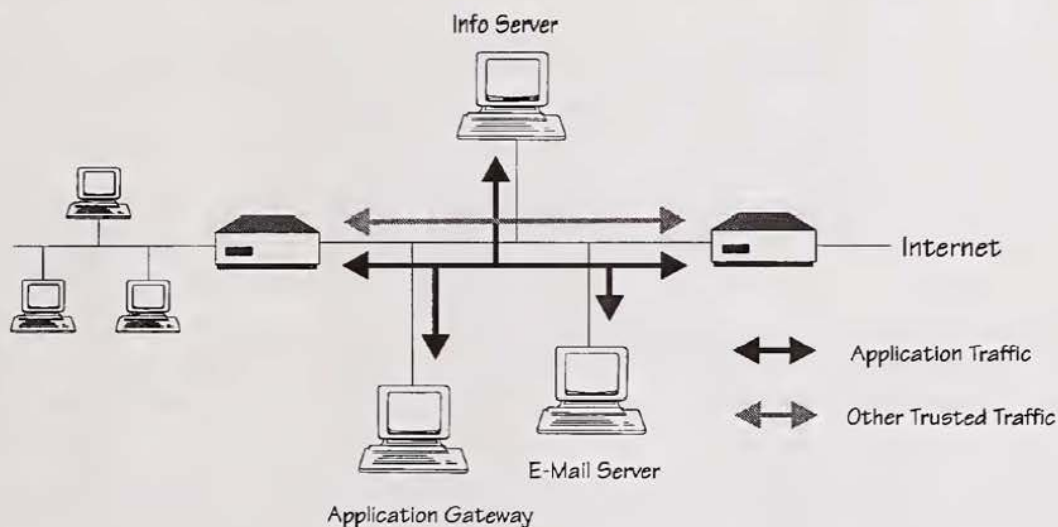 Info Server
Internet
Application Traffic
Other Trusted Traffic
E-Mail Server
Application Gateway